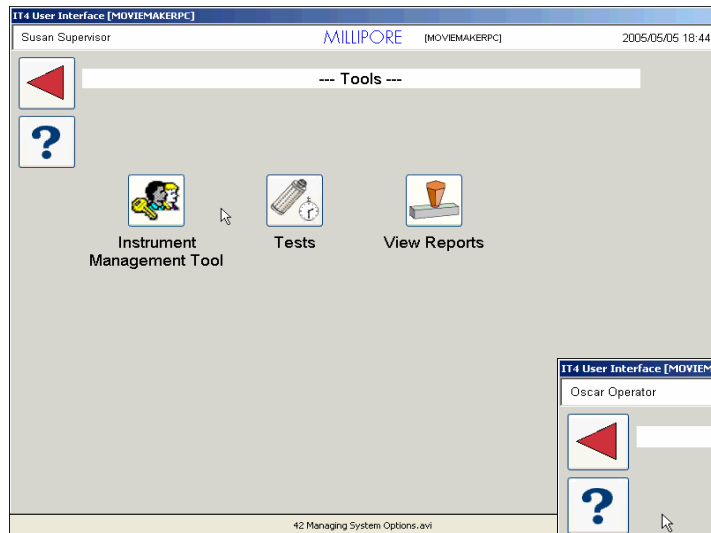 IT4 User Interface [MOVIEMAKERPC]
Susan Supervisor MILLIPORE [MOVIEMAKERPC] 2005/05/05 18:44
--- Tools ---
?
Instrument Management Tool
Tests
View Reports
IT4 User Interface [MOVIEM
Oscar Operator
?
42 Managing System Options.avi